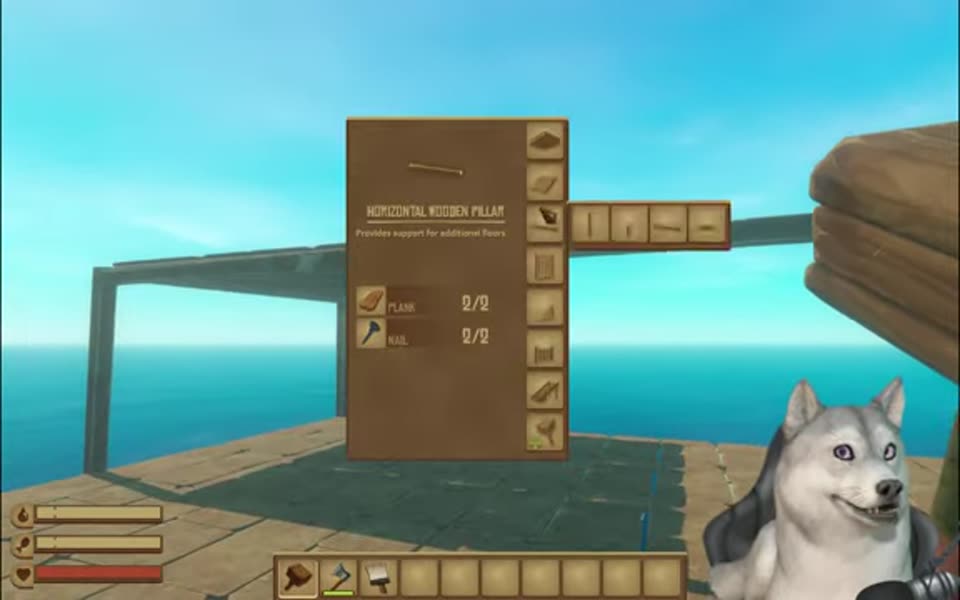 HORIZONTAL WOODEN PILLAR
Provides support for additional floors
PLANK 2/2
NAIL 2/2